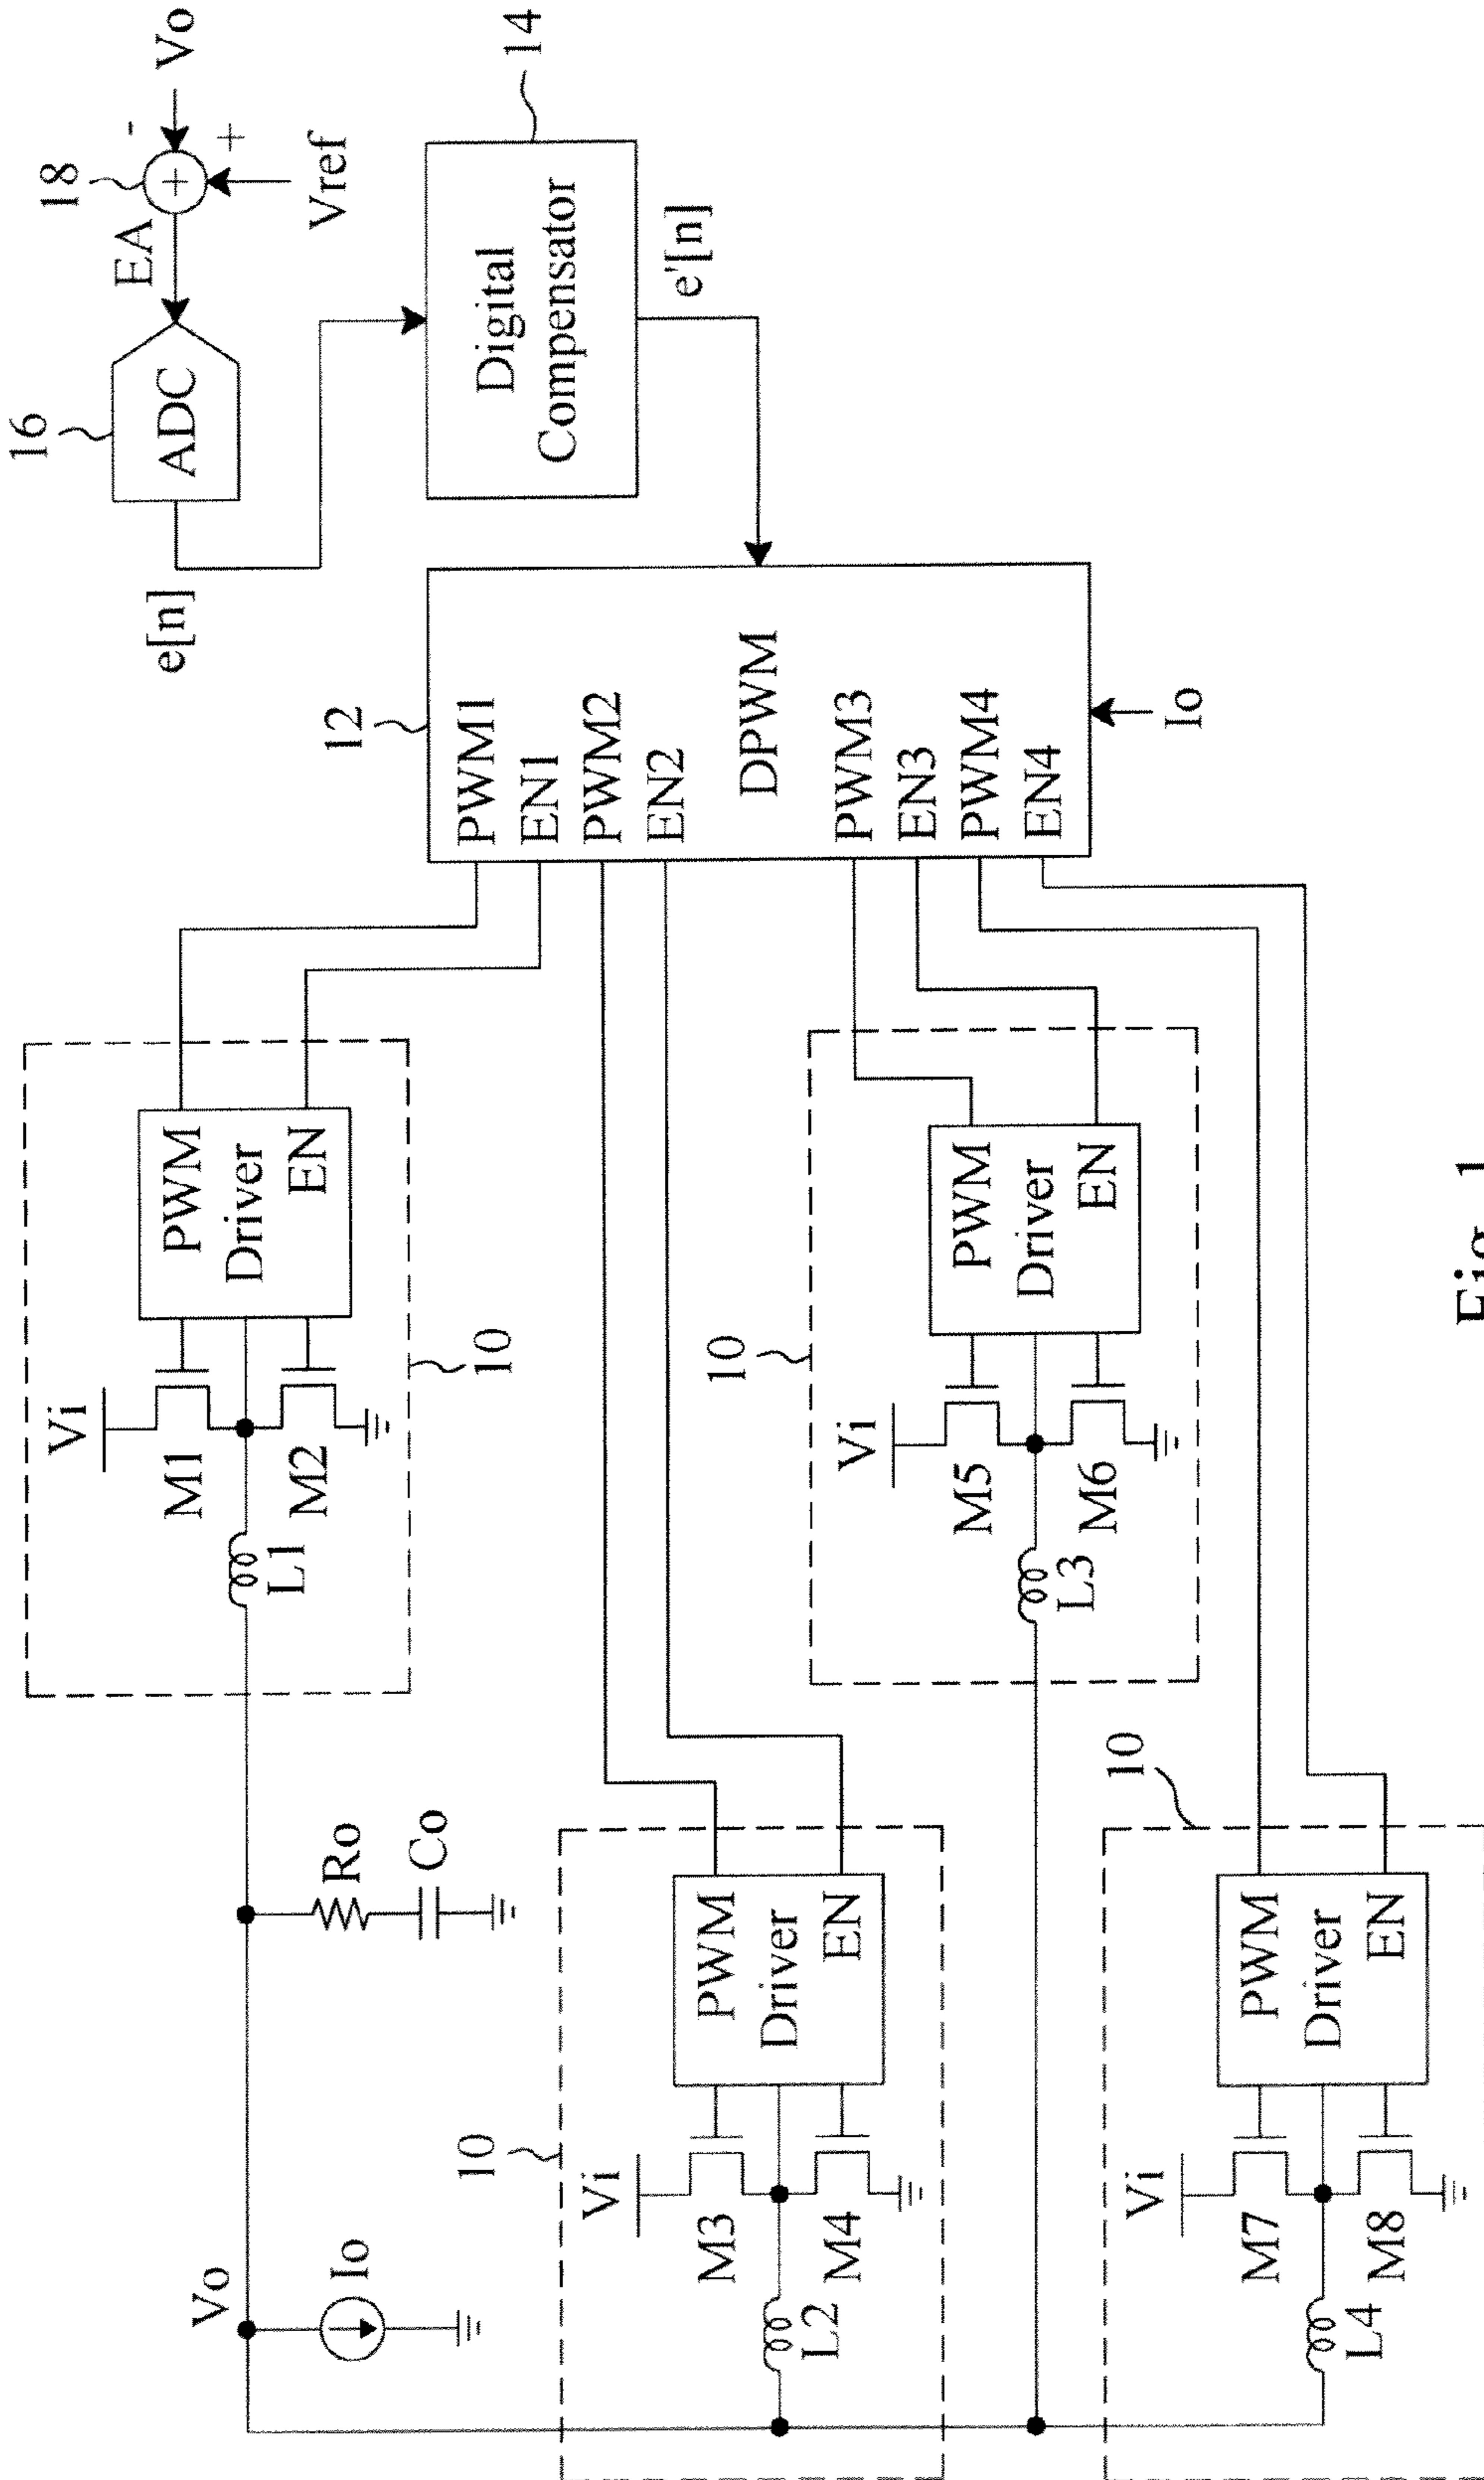 Vo
Io
Ro
Co
Vi
M1
M2
L1
PWM
Driver
EN
10
10
Vi
M3
M4
L2
PWM
Driver
EN
10
Vi
M5
M6
L3
PWM
Driver
EN
10
Vi
M7
M8
L4
PWM
Driver
EN
12
PWM1
EN1
PWM2
EN2
DPWM
PWM3
EN3
PWM4
EN4
Io
e[n]
16
ADC
EA
18
+
-
Vo
+
Vref
14
Digital
Compensator
e'[n]
Fig. 1